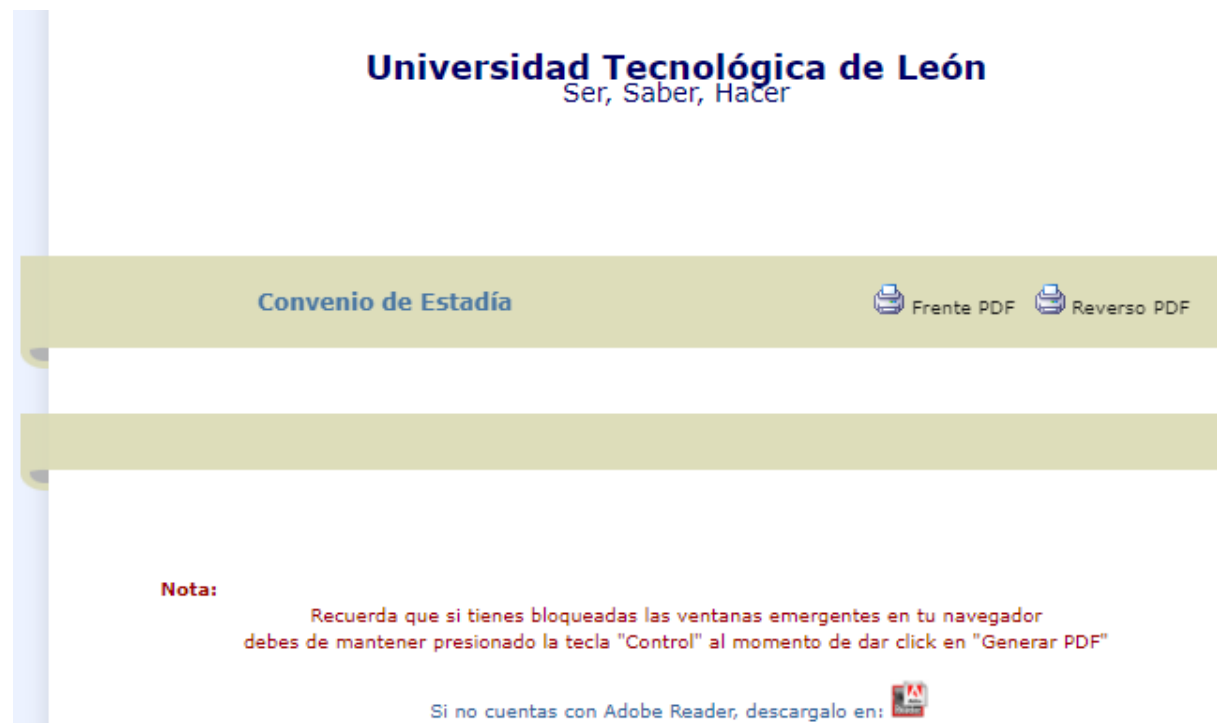 Universidad Tecnológica de León
Ser, Saber, Hacer
Convenio de Estadía
Frente PDF Reverso PDF
Nota:
Recuerda que si tienes bloqueadas las ventanas emergentes en tu navegador
debes de mantener presionado la tecla "Control" al momento de dar click en "Generar PDF"
Si no cuentas con Adobe Reader, descargalo en: